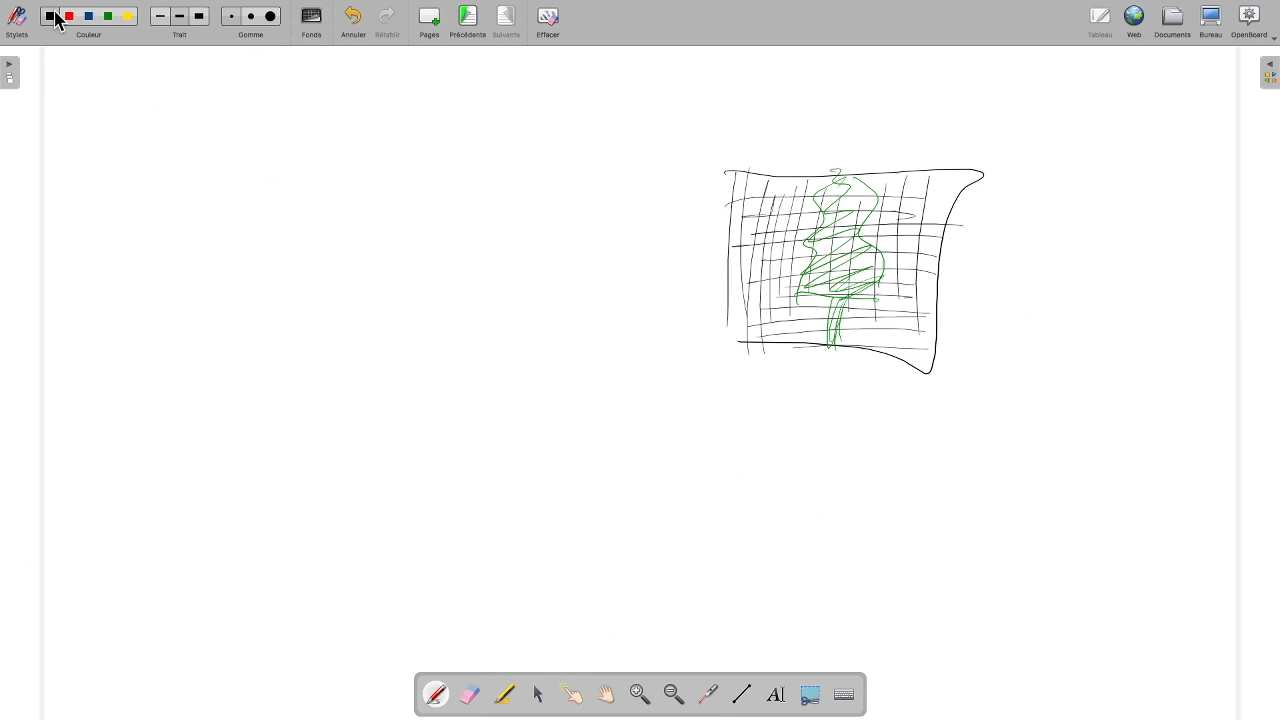 Stylets Couleur Trait Gomme Fonds Annuler Rétablir Pages Précédente Suivante Effacer Tableau Web Documents Bureau OpenBoard